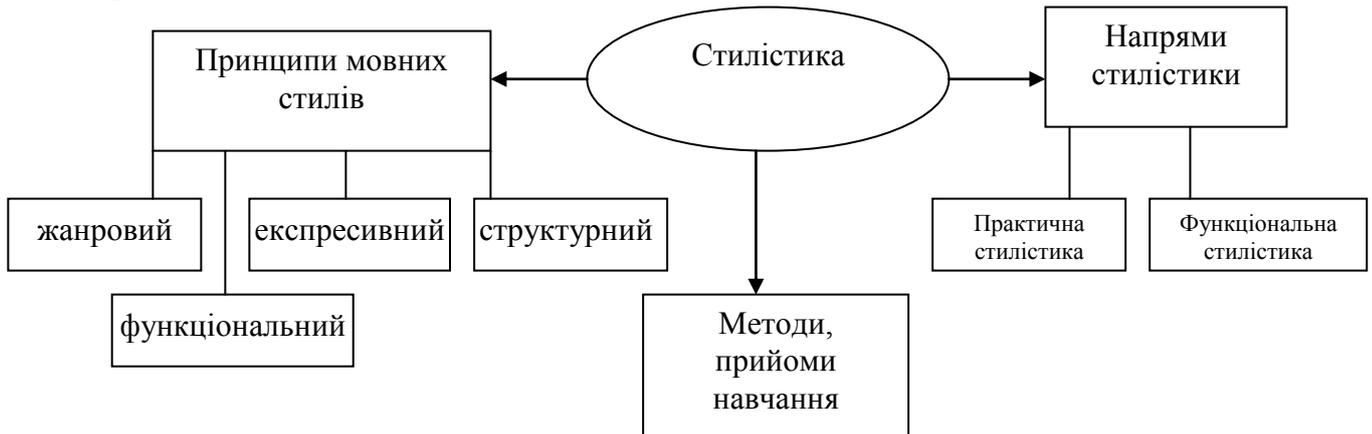 Принципи мовних
стилів
Стилістика
Напрями
стилістики
жанровий
експресивний
структурний
Практична
стилістика
Функціональна
стилістика
функціональний
Методи,
прийоми
навчання